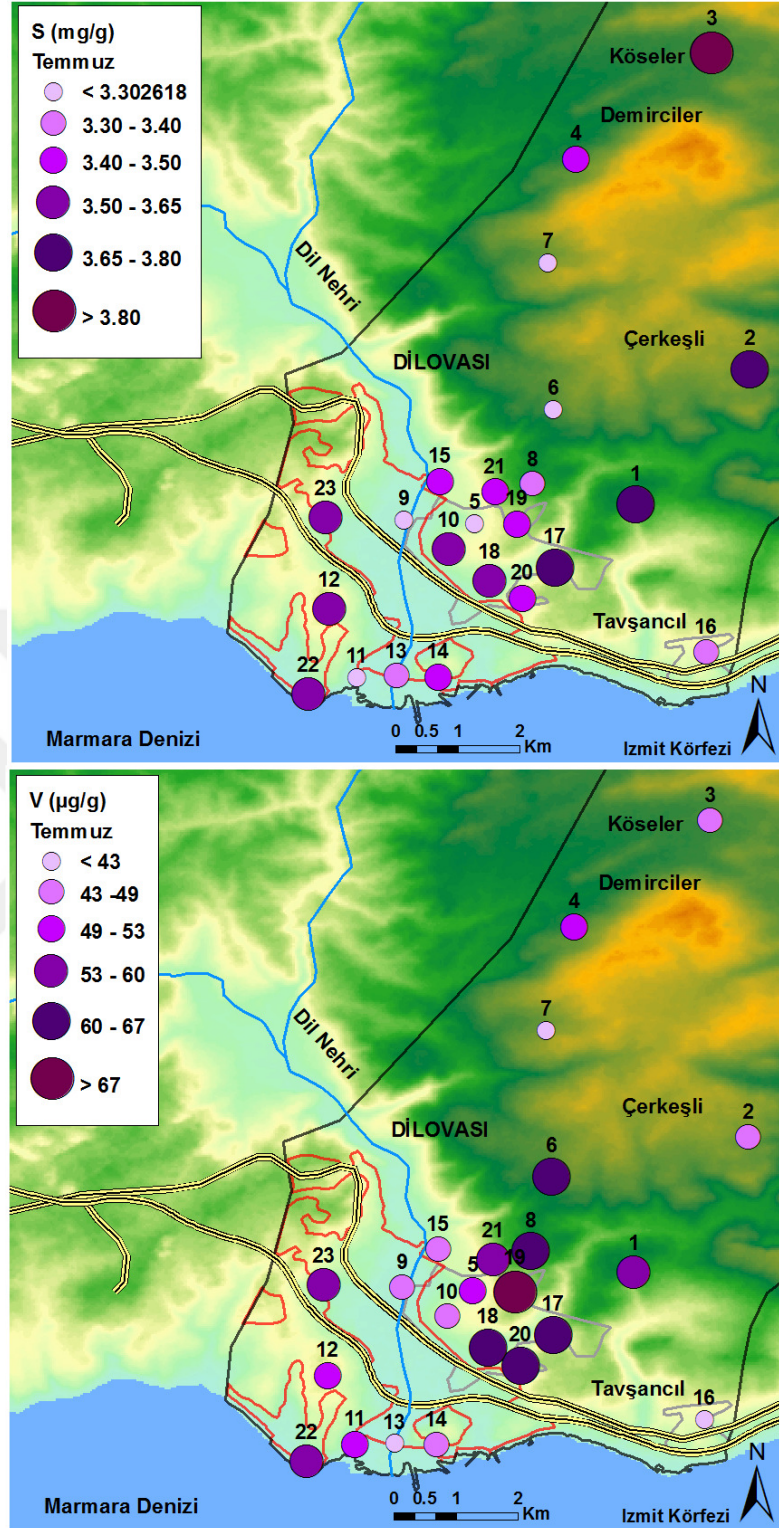 S (mg/g)
Temmuz
< 3.302618
3.30 - 3.40
3.40 - 3.50
3.50 - 3.65
3.65 - 3.80
> 3.80
3
Köseler
Demirciler
4
7
Dil Nehri
Çerkeşli
2
DİLOVASI
6
15
21
8
1
23
9
5
19
10
17
18
20
12
Tavşancıl
16
11
13
14
22
N
Marmara Denizi
0 0.5 1 2
Km
Izmit Körfezi
V (µg/g)
Temmuz
< 43
43 -49
49 - 53
53 - 60
60 - 67
> 67
3
Köseler
Demirciler
4
7
Dil Nehri
Çerkeşli
2
DİLOVASI
6
15
21
8
1
23
9
5
19
10
17
18
20
12
Tavşancıl
16
11
13
14
22
N
Marmara Denizi
0 0.5 1 2
Km
Izmit Körfezi